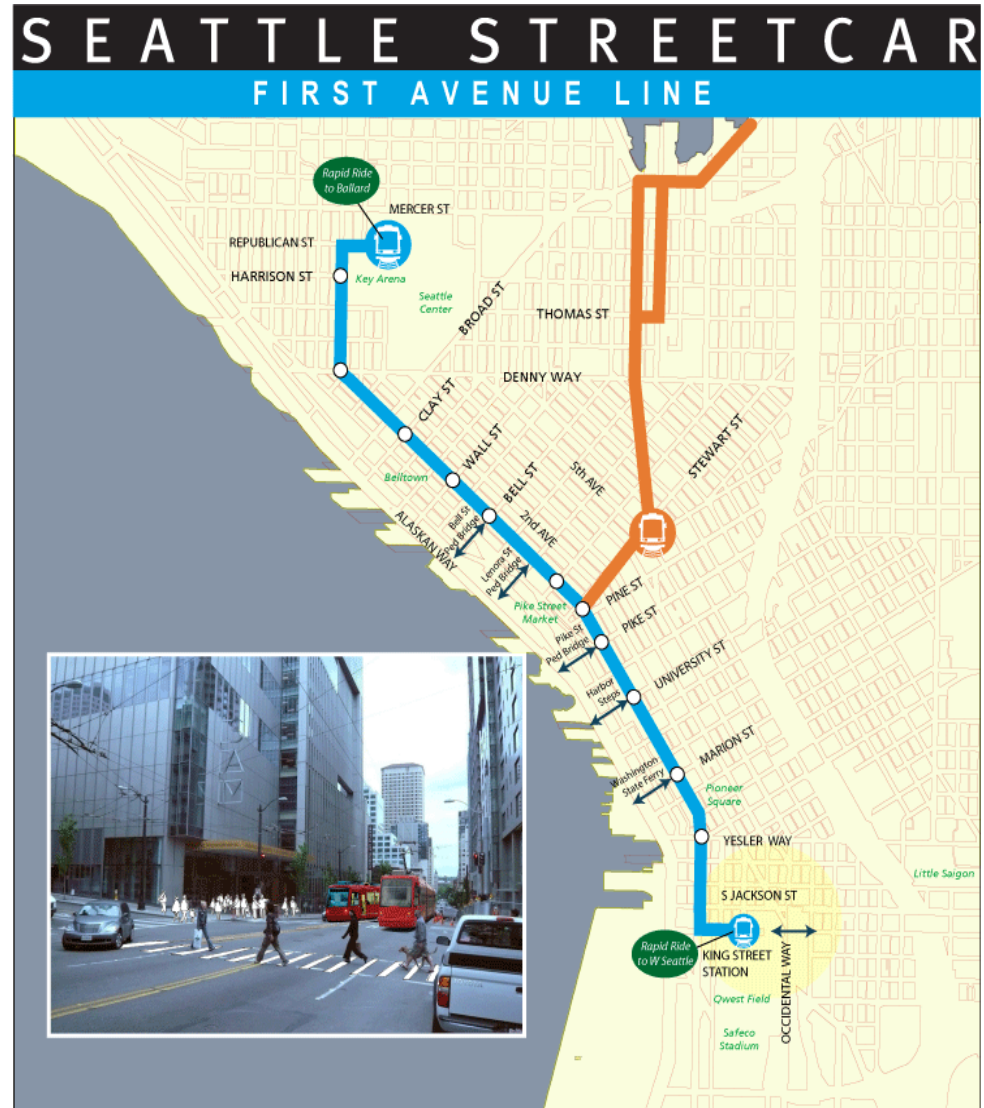 SEATTLE STREETCAR
FIRST AVENUE LINE
Rapid Ride
to Ballard
MERCER ST
REPUBLICAN ST
HARRISON ST
Key Arena
Seattle
Center
BROAD ST
THOMAS ST
DENNY WAY
CLAY ST
WALL ST
BELL ST
5th AVE
STEWART ST
Belltown
2nd AVE
Bell St
Ped Bridge
ALASKAN WAY
Lenora St
Ped Bridge
Pike Street
Market
PINE ST
PIKE ST
Pike St
Ped Bridge
UNIVERSITY ST
Harbor
Steps
MARION ST
Washington
State Ferry
Pioneer
Square
YESLER WAY
Little Saigon
S JACKSON ST
Rapid Ride
to W Seattle
KING STREET
STATION
OCCIDENTAL WAY
Qwest Field
Safeco
Stadium